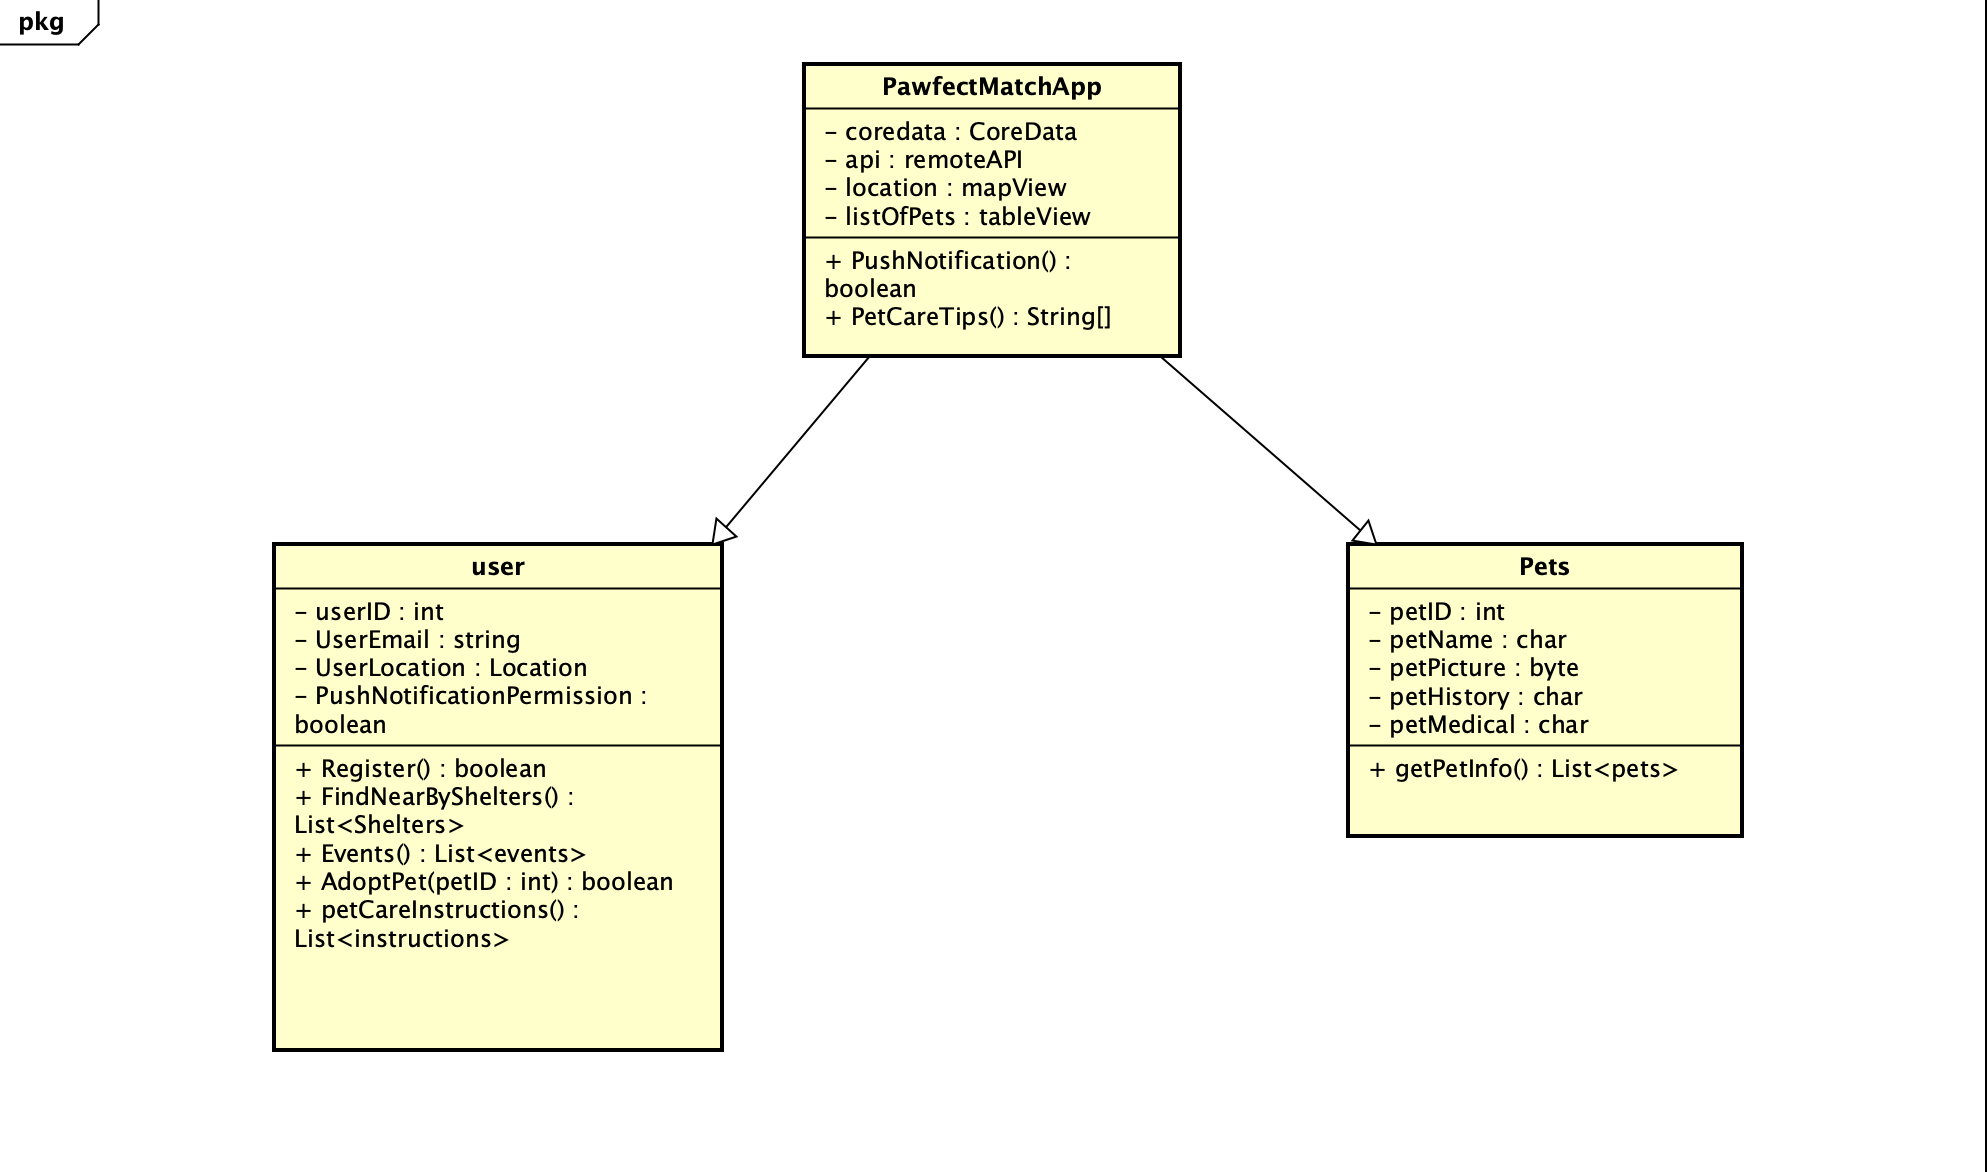 pkg
PawfectMatchApp
- coredata : CoreData
- api : remoteAPI
- location : mapView
- listOfPets : tableView
+ PushNotification() :
boolean
+ PetCareTips() : String[]
user
- userID : int
- UserEmail : string
- UserLocation : Location
- PushNotificationPermission :
boolean
+ Register() : boolean
+ FindNearByShelters() :
List<Shelters>
+ Events() : List<events>
+ AdoptPet(petID : int) : boolean
+ petCareInstructions() :
List<instructions>
Pets
- petID : int
- petName : char
- petPicture : byte
- petHistory : char
- petMedical : char
+ getPetInfo() : List<pets>